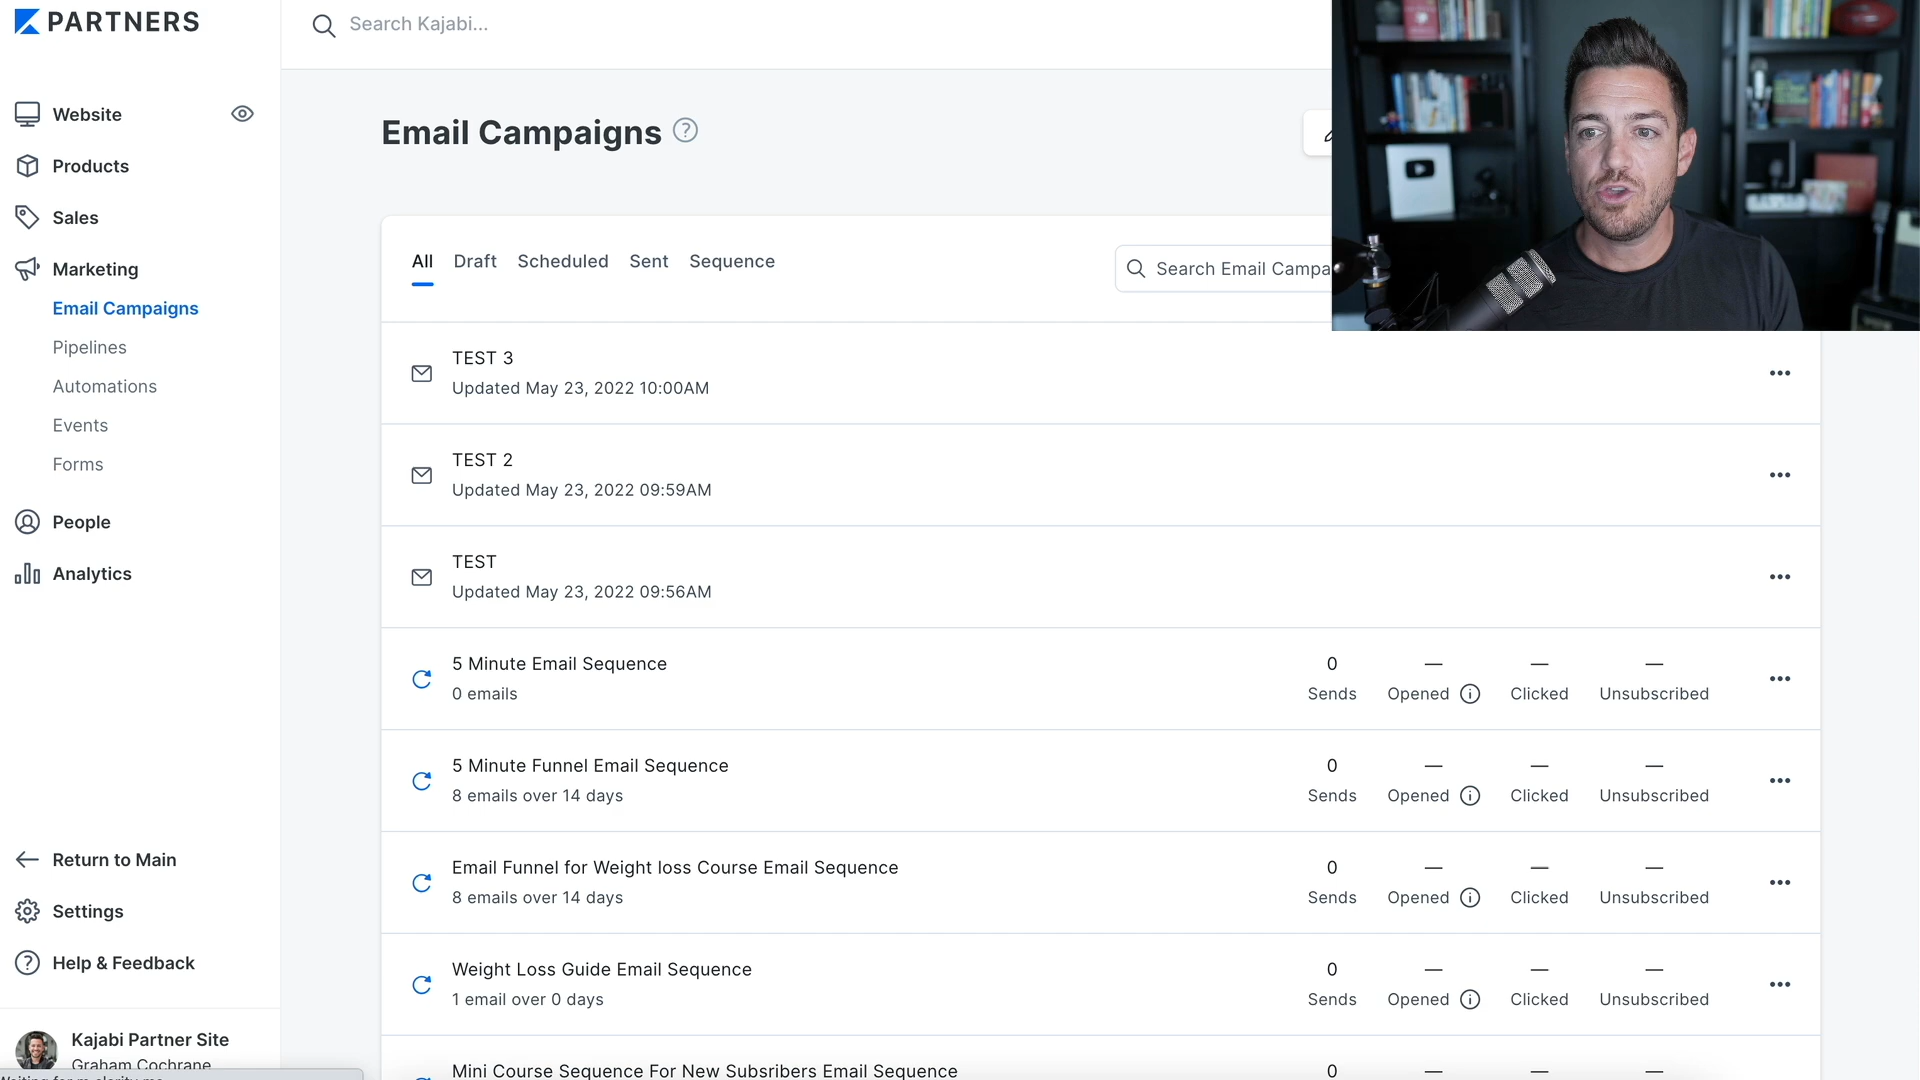 PARTNERS
Search Kajabi...
Website
Products
Sales
Marketing
Email Campaigns
Pipelines
Automations
Events
Forms
People
Analytics
Return to Main
Settings
Help & Feedback
Kajabi Partner Site
Graham Cochrane
Email Campaigns
All Draft Scheduled Sent Sequence
Search Email Campa
TEST 3
Updated May 23, 2022 10:00AM
TEST 2
Updated May 23, 2022 09:59AM
TEST
Updated May 23, 2022 09:56AM
5 Minute Email Sequence 0 — — —
0 emails Sends Opened Clicked Unsubscribed
5 Minute Funnel Email Sequence 0 — — —
8 emails over 14 days Sends Opened Clicked Unsubscribed
Email Funnel for Weight loss Course Email Sequence 0 — — —
8 emails over 14 days Sends Opened Clicked Unsubscribed
Weight Loss Guide Email Sequence 0 — — —
1 email over 0 days Sends Opened Clicked Unsubscribed
Mini Course Sequence For New Subsribers Email Sequence 0 — — —